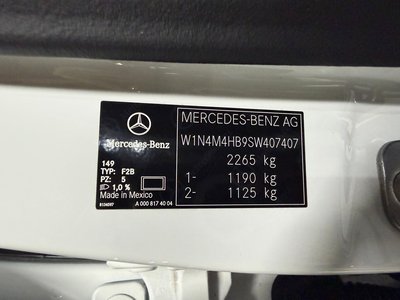 MERCEDES-BENZ AG
Mercedes-Benz
W1N4M4HB9SW407407
2265 kg
1- 1190 kg
2- 1125 kg
149
TYP: F2B
PZ: 5
1,0 %
Made in Mexico
A 000 817 40 04